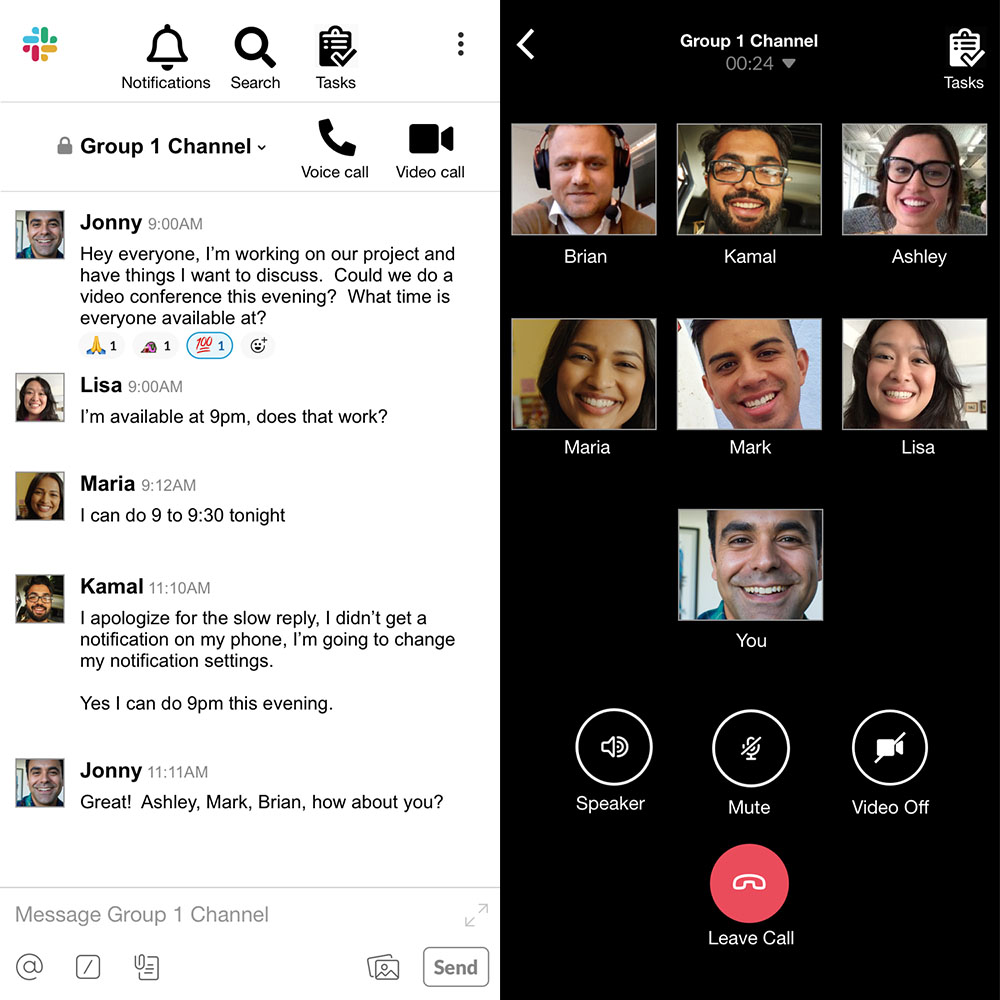 Notifications
Search
Tasks
Group 1 Channel
Voice call
Video call
Jonny 9:00AM
Hey everyone, I’m working on our project and
have things I want to discuss.  Could we do a
video conference this evening?  What time is
everyone available at?
🙏 1 1 💯 1
Lisa 9:00AM
I’m available at 9pm, does that work?
Maria 9:12AM
I can do 9 to 9:30 tonight
Kamal 11:10AM
I apologize for the slow reply, I didn’t get a
notification on my phone, I’m going to change
my notification settings.
Yes I can do 9pm this evening.
Jonny 11:11AM
Great!  Ashley, Mark, Brian, how about you?
Message Group 1 Channel
@ /
Send
Group 1 Channel
00:24
Tasks
Brian
Kamal
Ashley
Maria
Mark
Lisa
You
Speaker
Mute
Video Off
Leave Call